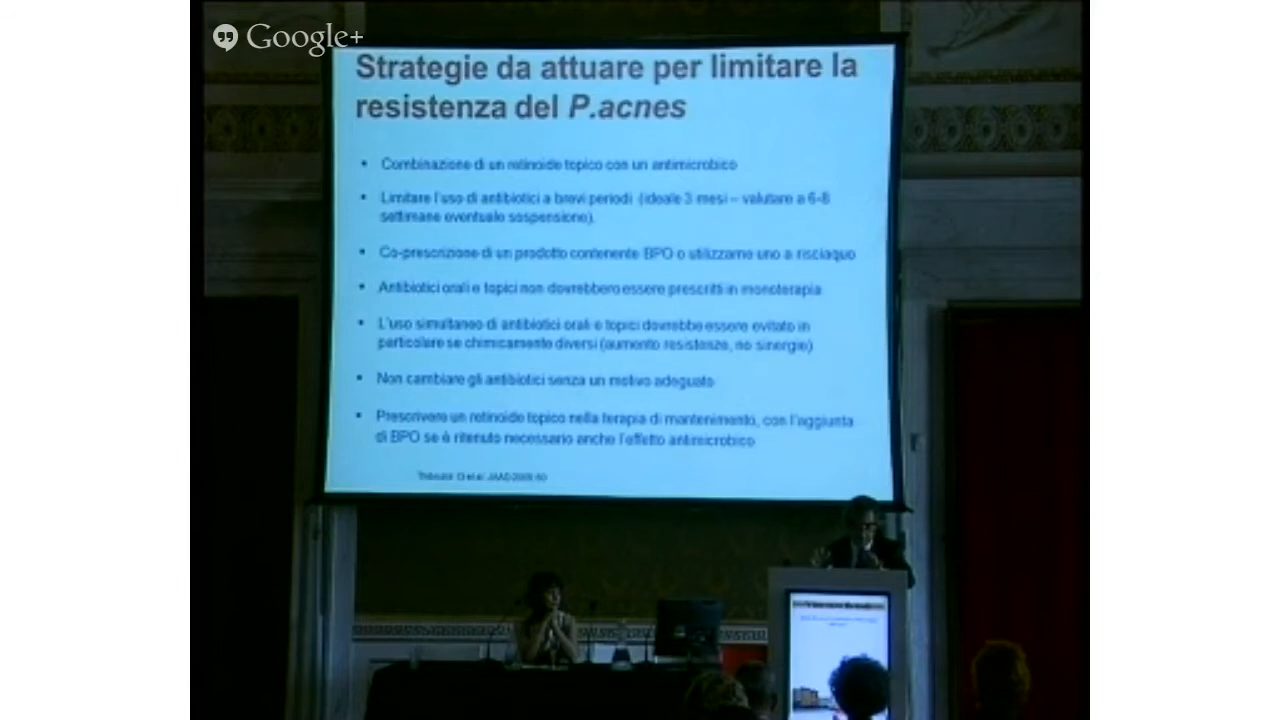 Google+
Strategie da attuare per limitare la
resistenza del P.acnes
• Combinazione di un retinoide topico con un antimicrobico
• Limitare l'uso di antibiotici a brevi periodi (ideale 3 mesi – valutare a 6-8
settimane eventuale sospensione).
• Co-prescrizione di un prodotto contenente BPO o utilizzarne uno a risciaquo
• Antibiotici orali e topici non dovrebbero essere prescritti in monoterapia
• L'uso simultaneo di antibiotici orali e topici dovrebbe essere evitato in
particolare se chimicamente diversi (aumento resistenze, no sinergie)
• Non cambiare gli antibiotici senza un motivo adeguato
• Prescrivere un retinoide topico nella terapia di mantenimento, con l'aggiunta
di BPO se è ritenuto necessario anche l'effetto antimicrobico